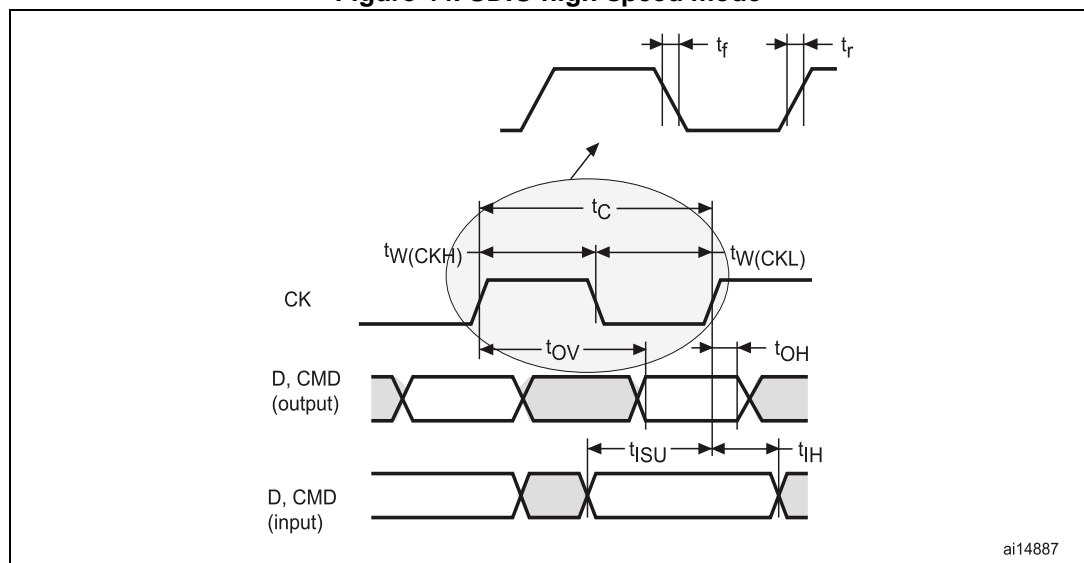 tf
tr
tC
tW(CKH)
tW(CKL)
CK
tOV
tOH
D, CMD
(output)
tISU
tIH
D, CMD
(input)
ai14887